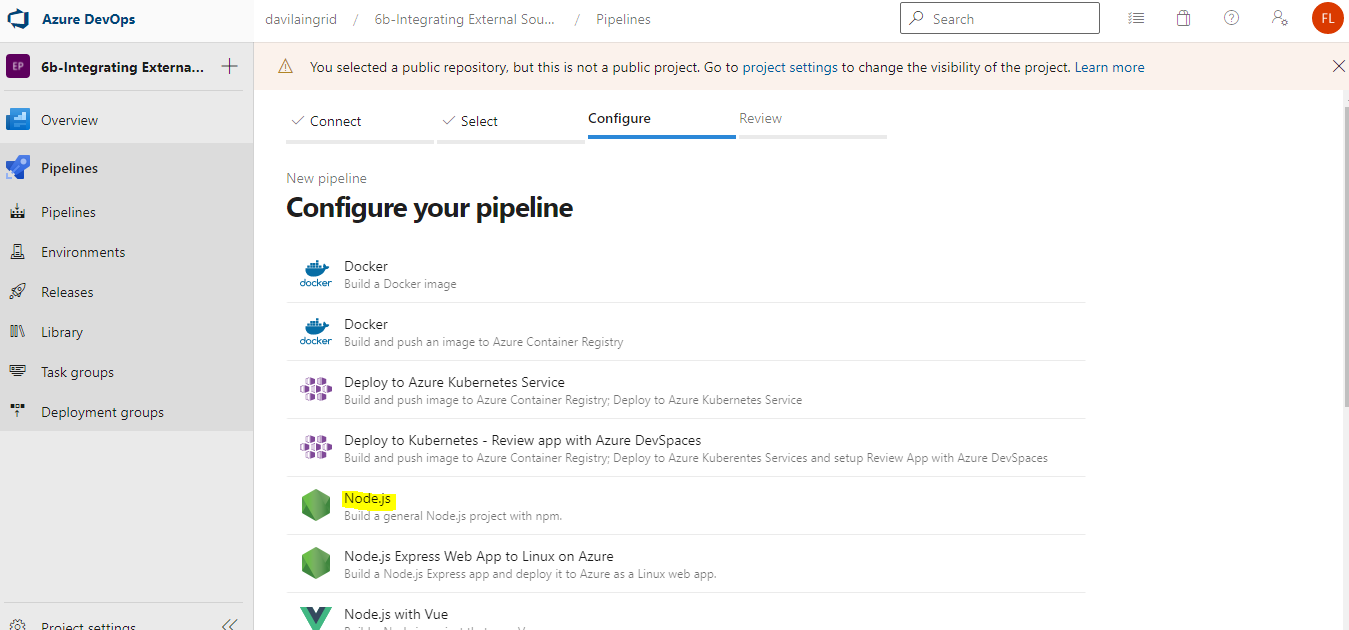 Azure DevOps
davilaingrid / 6b-Integrating External Sou... / Pipelines
Search
FL
EP 6b-Integrating Externa...
You selected a public repository, but this is not a public project. Go to project settings to change the visibility of the project. Learn more
Overview
Pipelines
Pipelines
Environments
Releases
Library
Task groups
Deployment groups
Project settings
Connect
Select
Configure
Review
New pipeline
Configure your pipeline
docker
Docker
Build a Docker image
docker
Docker
Build and push an image to Azure Container Registry
Deploy to Azure Kubernetes Service
Build and push image to Azure Container Registry; Deploy to Azure Kubernetes Service
Deploy to Kubernetes - Review app with Azure DevSpaces
Build and push image to Azure Container Registry; Deploy to Azure Kuberentes Services and setup Review App with Azure DevSpaces
Node.js
Build a general Node.js project with npm.
Node.js Express Web App to Linux on Azure
Build a Node.js Express app and deploy it to Azure as a Linux web app.
Node.js with Vue